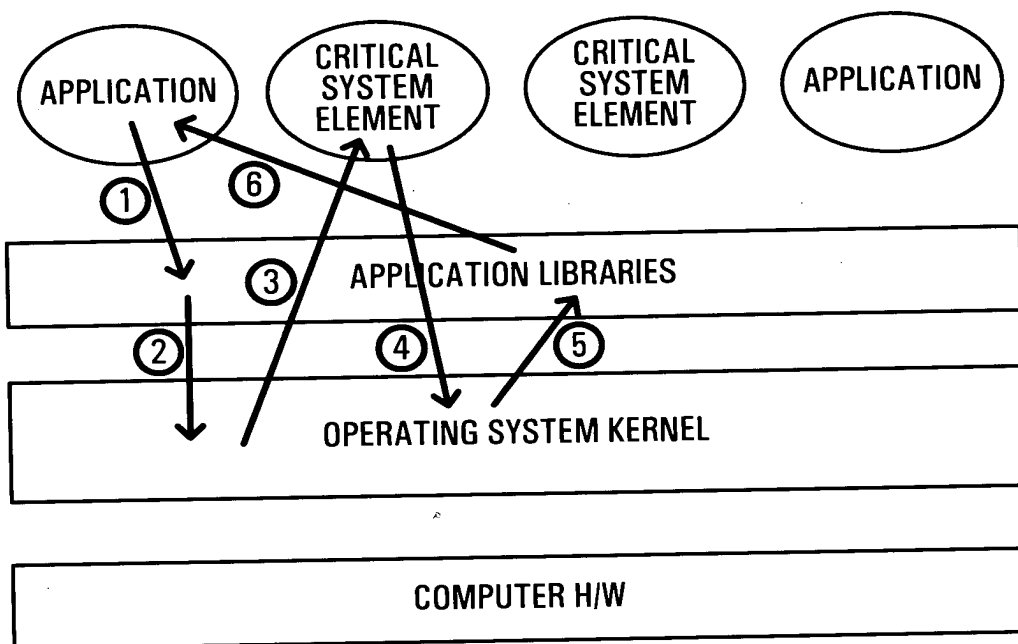 APPLICATION
CRITICAL
SYSTEM
ELEMENT
CRITICAL
SYSTEM
ELEMENT
APPLICATION
1
6
3
APPLICATION LIBRARIES
2
4
5
OPERATING SYSTEM KERNEL
COMPUTER H/W